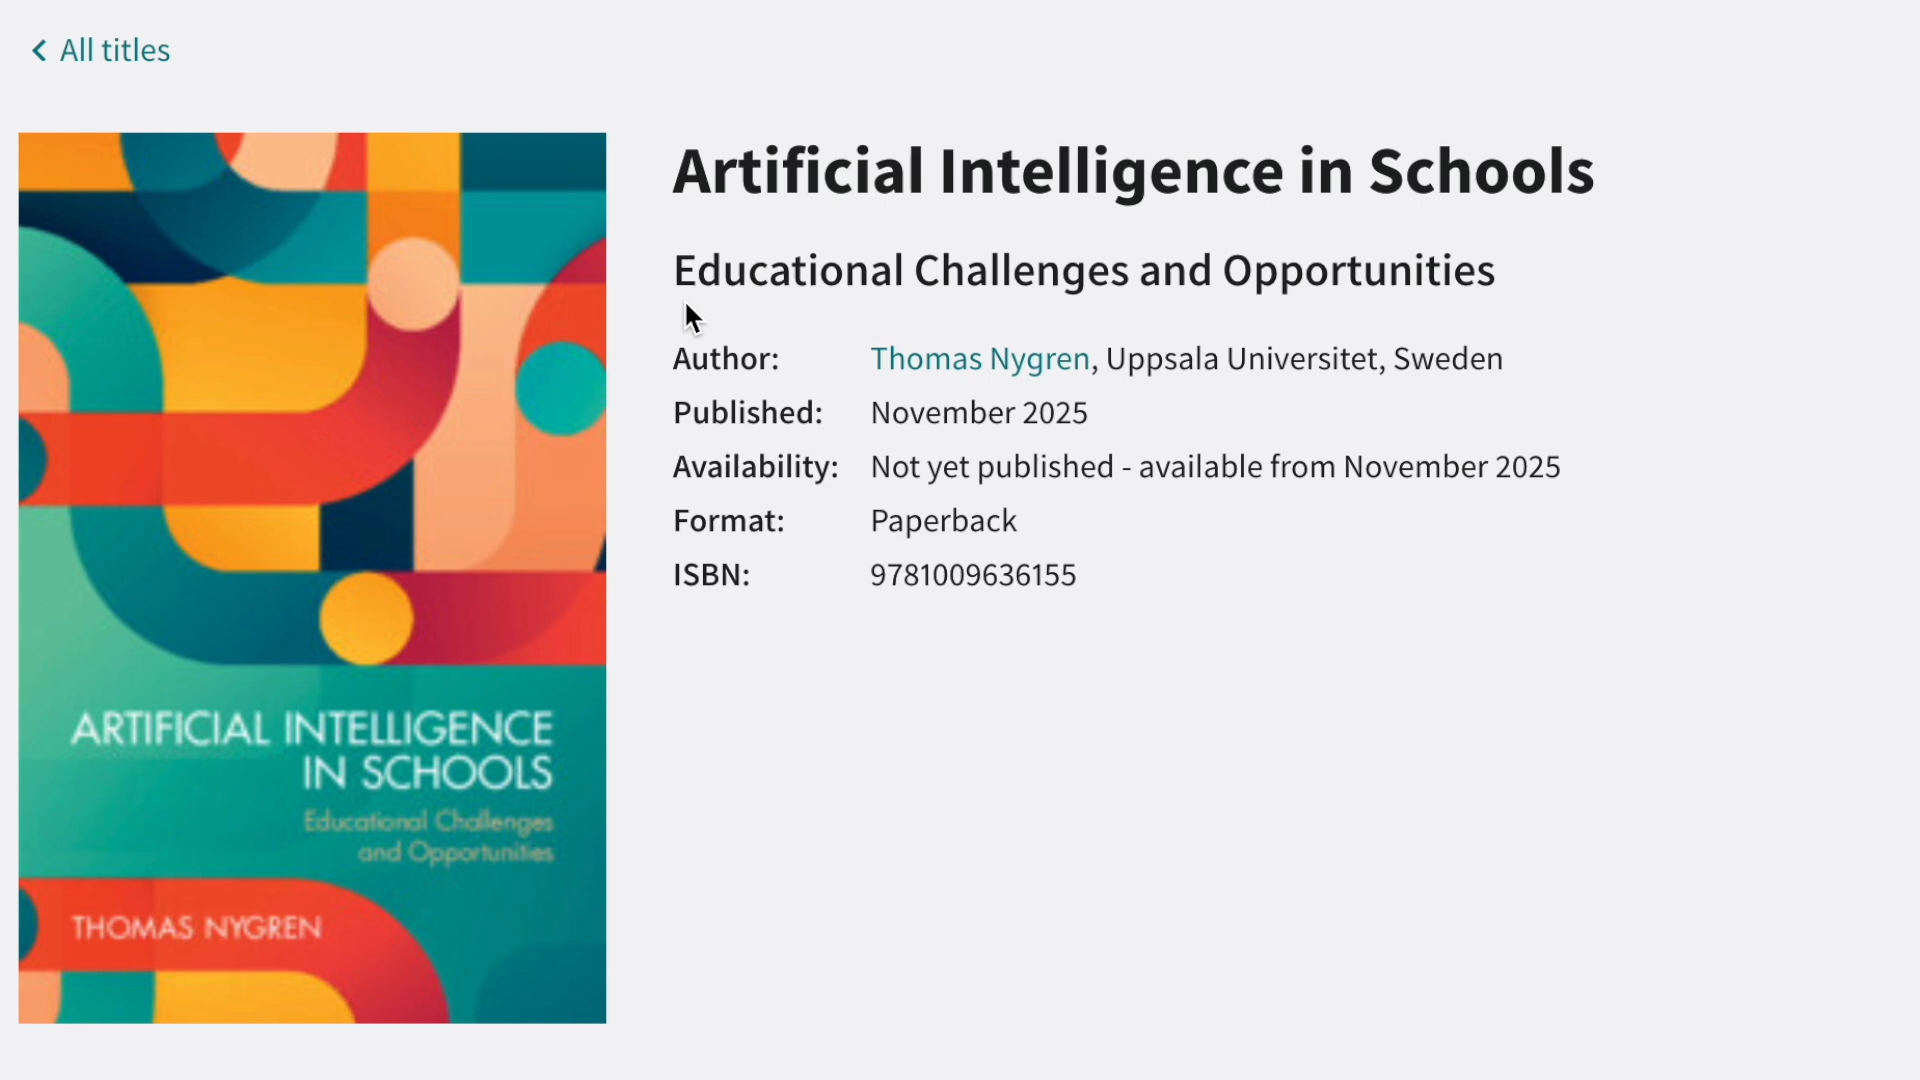 All titles
ARTIFICIAL INTELLIGENCE
IN SCHOOLS
Educational Challenges
and Opportunities
THOMAS NYGREN
Artificial Intelligence in Schools
Educational Challenges and Opportunities
Author: Thomas Nygren, Uppsala Universitet, Sweden
Published: November 2025
Availability: Not yet published - available from November 2025
Format: Paperback
ISBN: 9781009636155